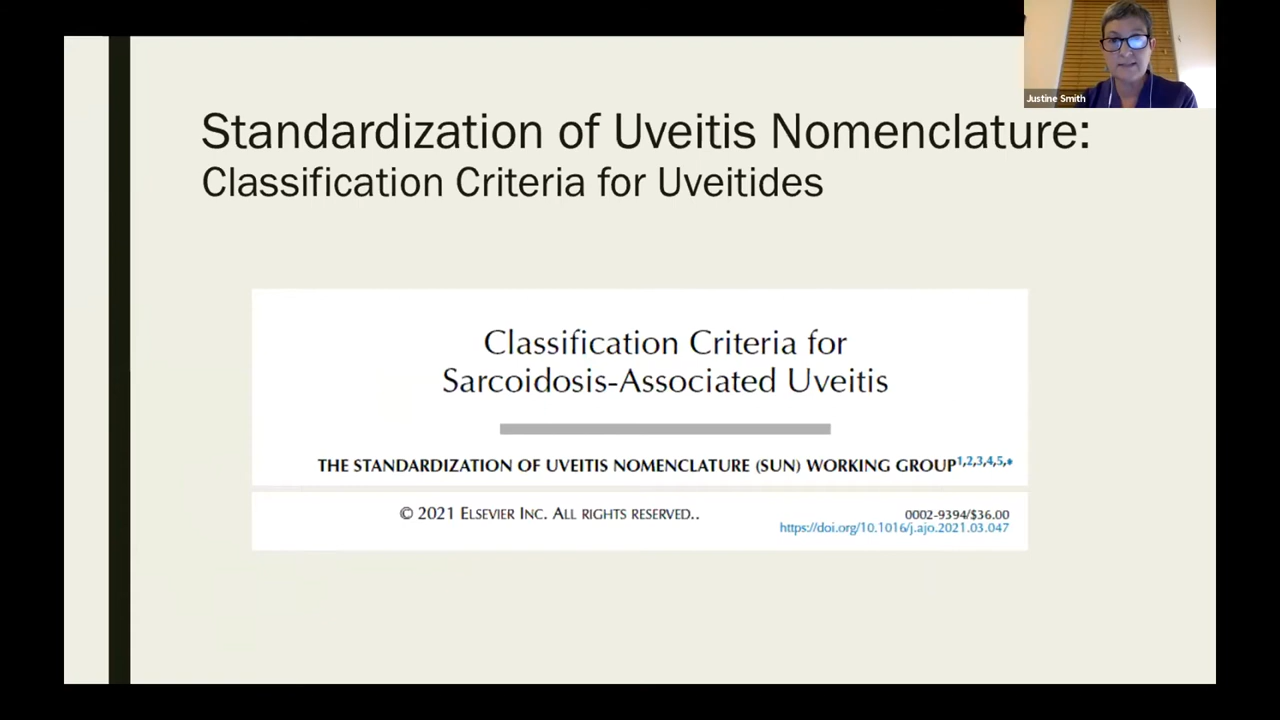 Justine Smith
Standardization of Uveitis Nomenclature:
Classification Criteria for Uveitides
Classification Criteria for
Sarcoidosis-Associated Uveitis
THE STANDARDIZATION OF UVEITIS NOMENCLATURE (SUN) WORKING GROUP1,2,3,4,5,*
© 2021 ELSEVIER INC. ALL RIGHTS RESERVED..
0002-9394/$36.00
https://doi.org/10.1016/j.ajo.2021.03.047